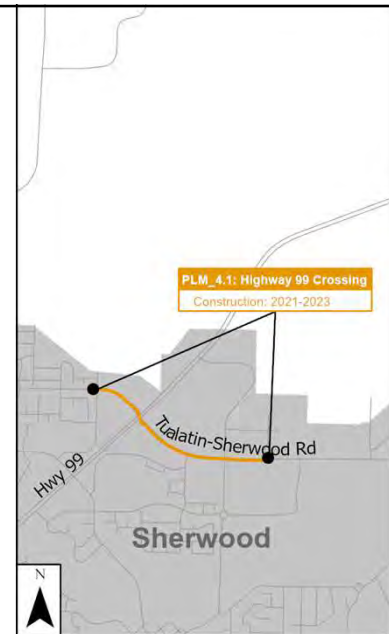 PLM_4.1: Highway 99 Crossing
Construction: 2021-2023
Tualatin-Sherwood Rd
Hwy 99
Sherwood
N